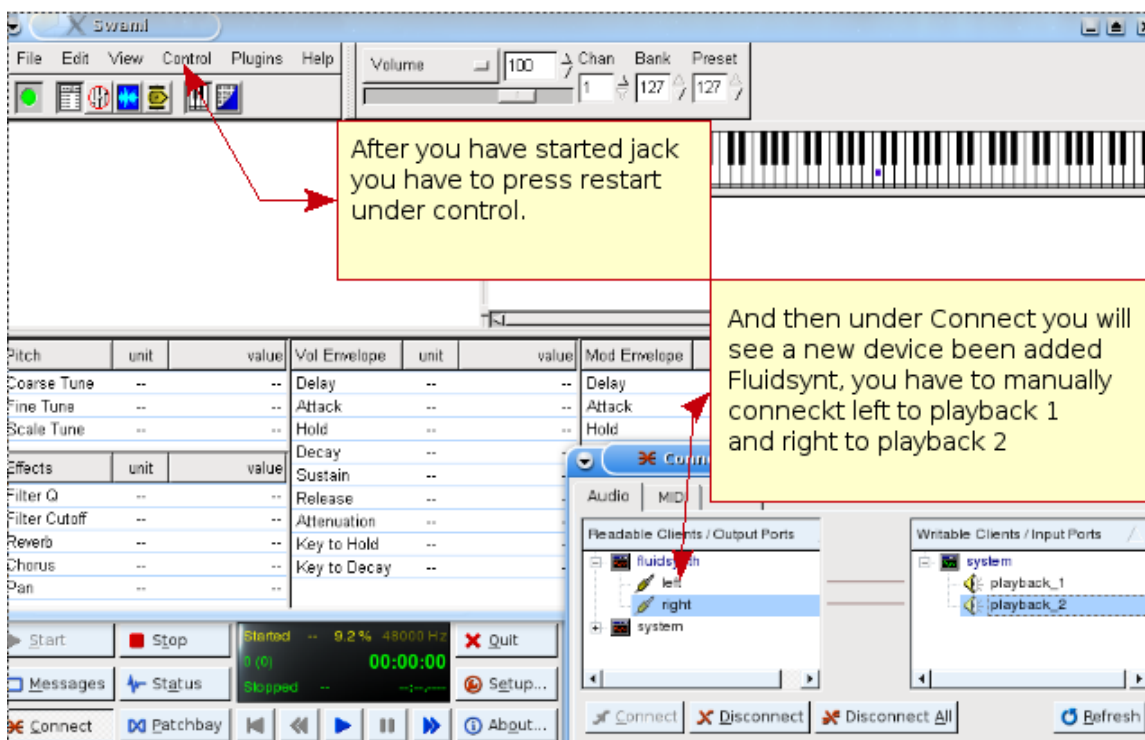 Swami
File Edit View Control Plugins Help
Volume 100 Chan Bank Preset
1 127 127
After you have started jack
you have to press restart
under control.
And then under Connect you will
see a new device been added
Fluidsynt, you have to manually
conneckt left to playback 1
and right to playback 2
Pitch unit value Vol Envelope unit value Mod Envelope
Coarse Tune -- -- Delay -- -- Delay
Fine Tune -- -- Attack -- -- Attack
Scale Tune -- -- Hold -- -- Hold
Decay --
Effects unit value Sustain --
Filter Q -- -- Release --
Filter Cutoff -- -- Attenuation --
Reverb -- -- Key to Hold --
Chorus -- -- Key to Decay --
Pan -- --
Audio MIDI
Readable Clients / Output Ports Writable Clients / Input Ports
fluidsynth system
left playback_1
right playback_2
system
Start Stop Started -- 9.2 % 48000 Hz Quit
0 (0) 00:00:00
Messages Status Stopped -- --:--.---- Setup...
Connect Patchbay About...
Connect Disconnect Disconnect All Refresh